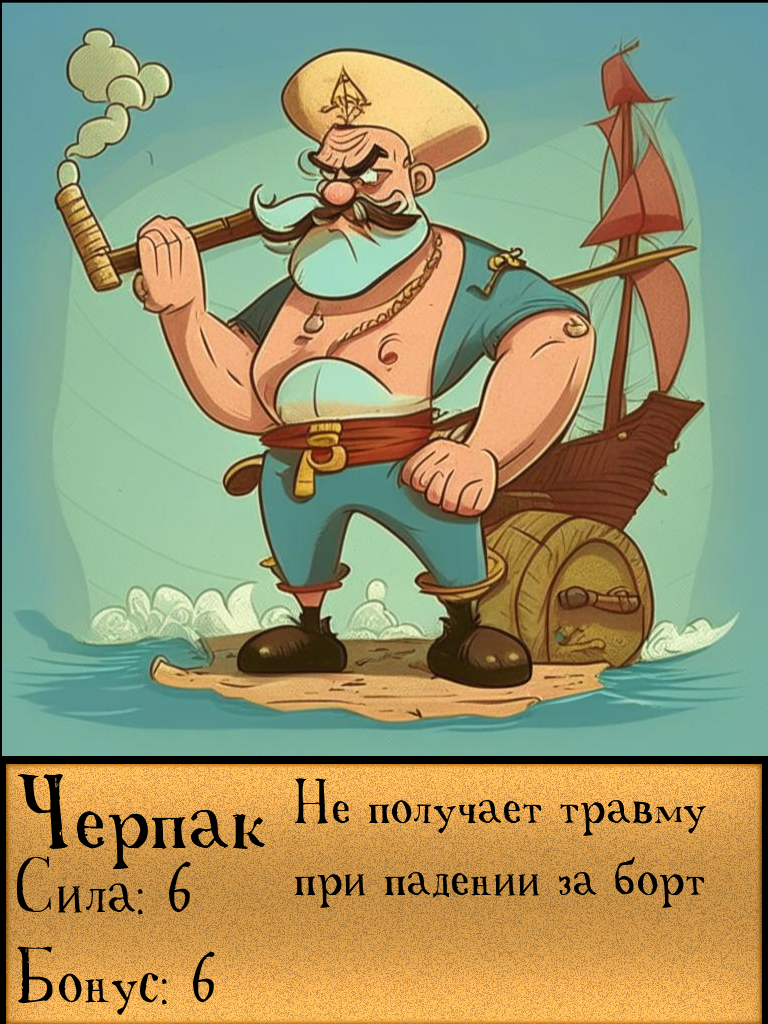 Черпак
Сила: 6
Бонус: 6
Не получает травму
при падении за борт